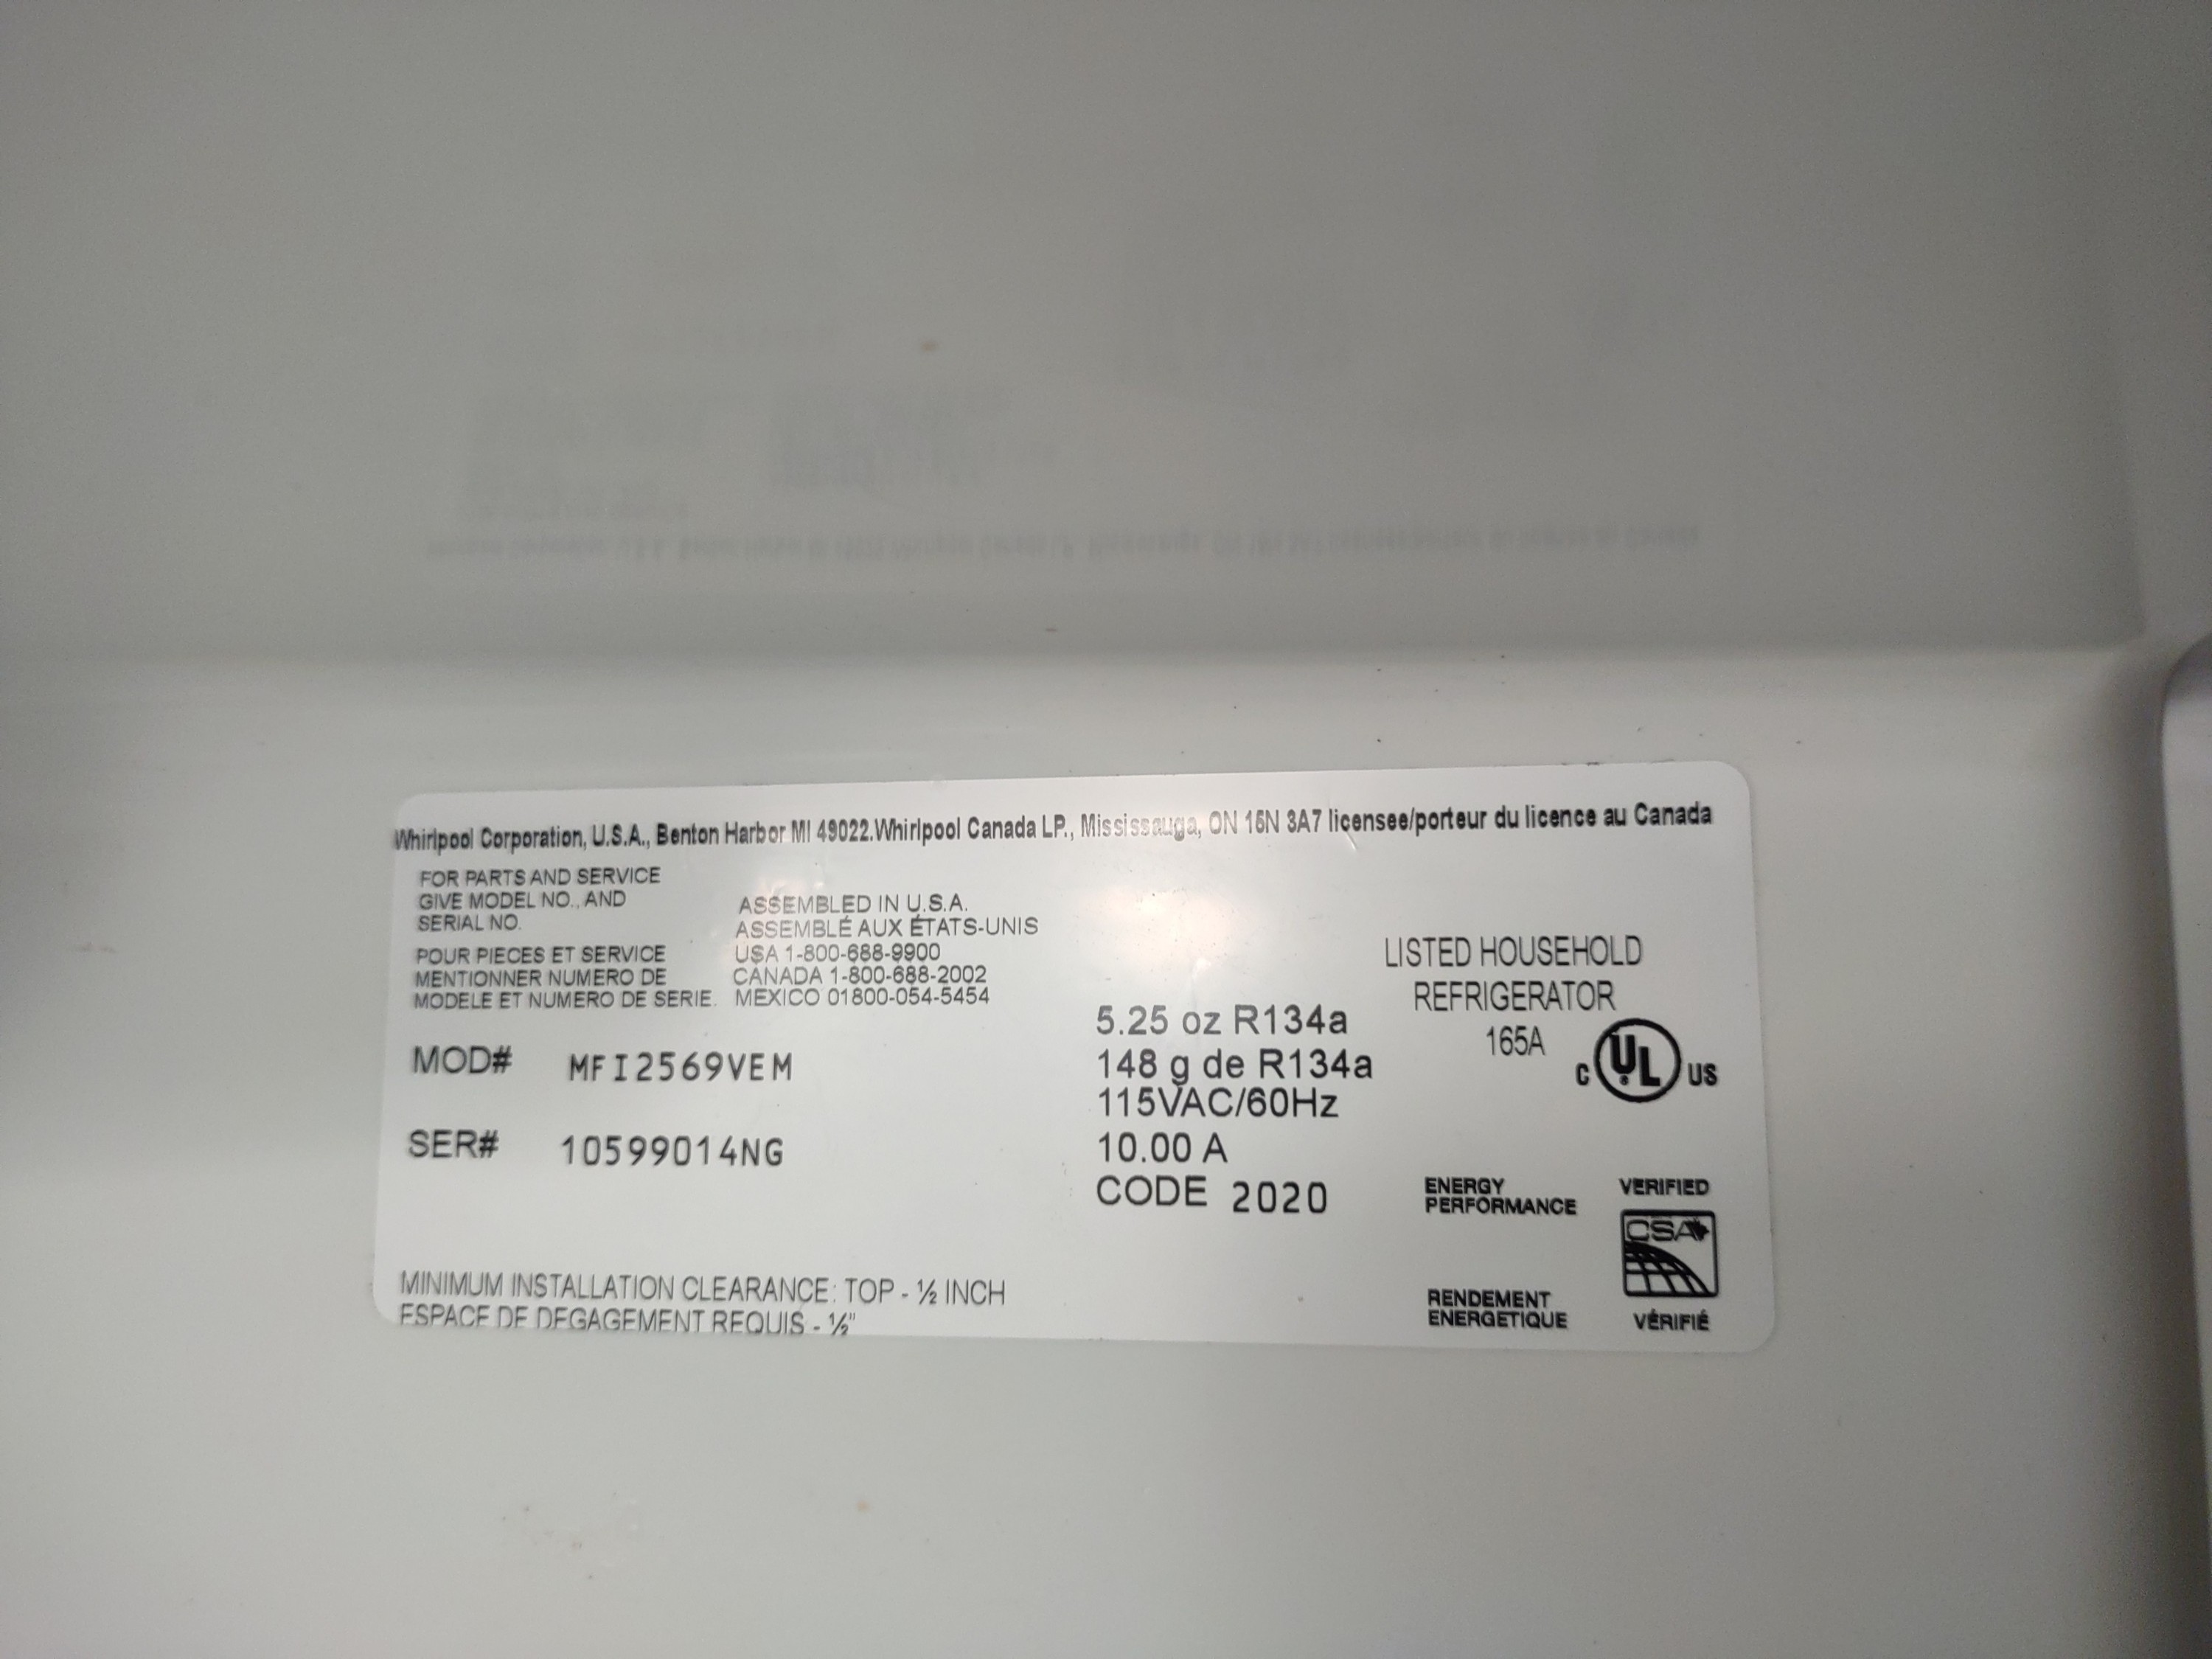 Whirlpool Corporation, U.S.A., Benton Harbor MI 49022.Whirlpool Canada LP., Mississauga, ON 15N 3A7 licensee/porteur du licence au Canada
FOR PARTS AND SERVICE
GIVE MODEL NO., AND
SERIAL NO.
POUR PIECES ET SERVICE
MENTIONNER NUMERO DE
MODELE ET NUMERO DE SERIE.
ASSEMBLED IN U.S.A.
ASSEMBLÉ AUX ÉTATS-UNIS
USA 1-800-688-9900
CANADA 1-800-688-2002
MEXICO 01800-054-5454
MOD# MFI2569VEM
SER# 10599014NG
5.25 oz R134a
148 g de R134a
115VAC/60Hz
10.00 A
CODE 2020
LISTED HOUSEHOLD
REFRIGERATOR
165A
C UL US
ENERGY
PERFORMANCE
VERIFIED
CSA
RENDEMENT
ENERGETIQUE
VÉRIFIÉ
MINIMUM INSTALLATION CLEARANCE: TOP - ½ INCH
ESPACE DE DEGAGEMENT REQUIS - ½"